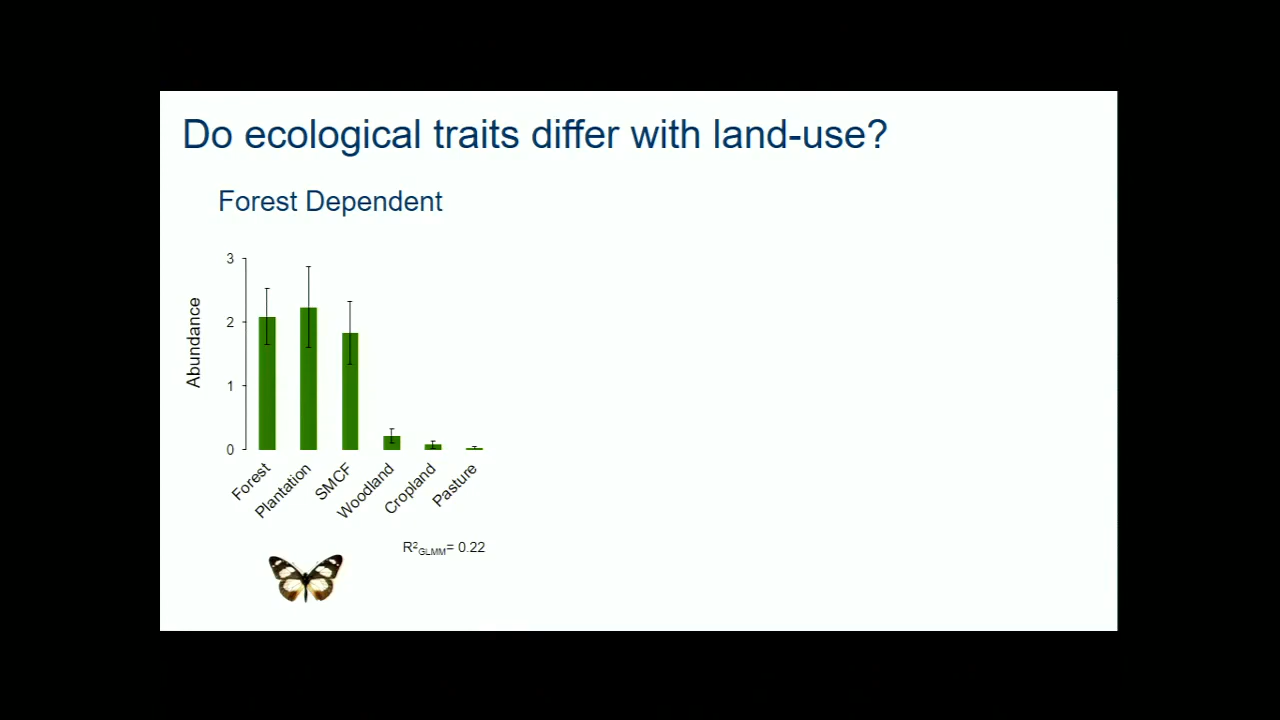 Do ecological traits differ with land-use?
Forest Dependent
3
2
1
0
Abundance
Forest
Plantation
SMCF
Woodland
Cropland
Pasture
R²GLMM= 0.22